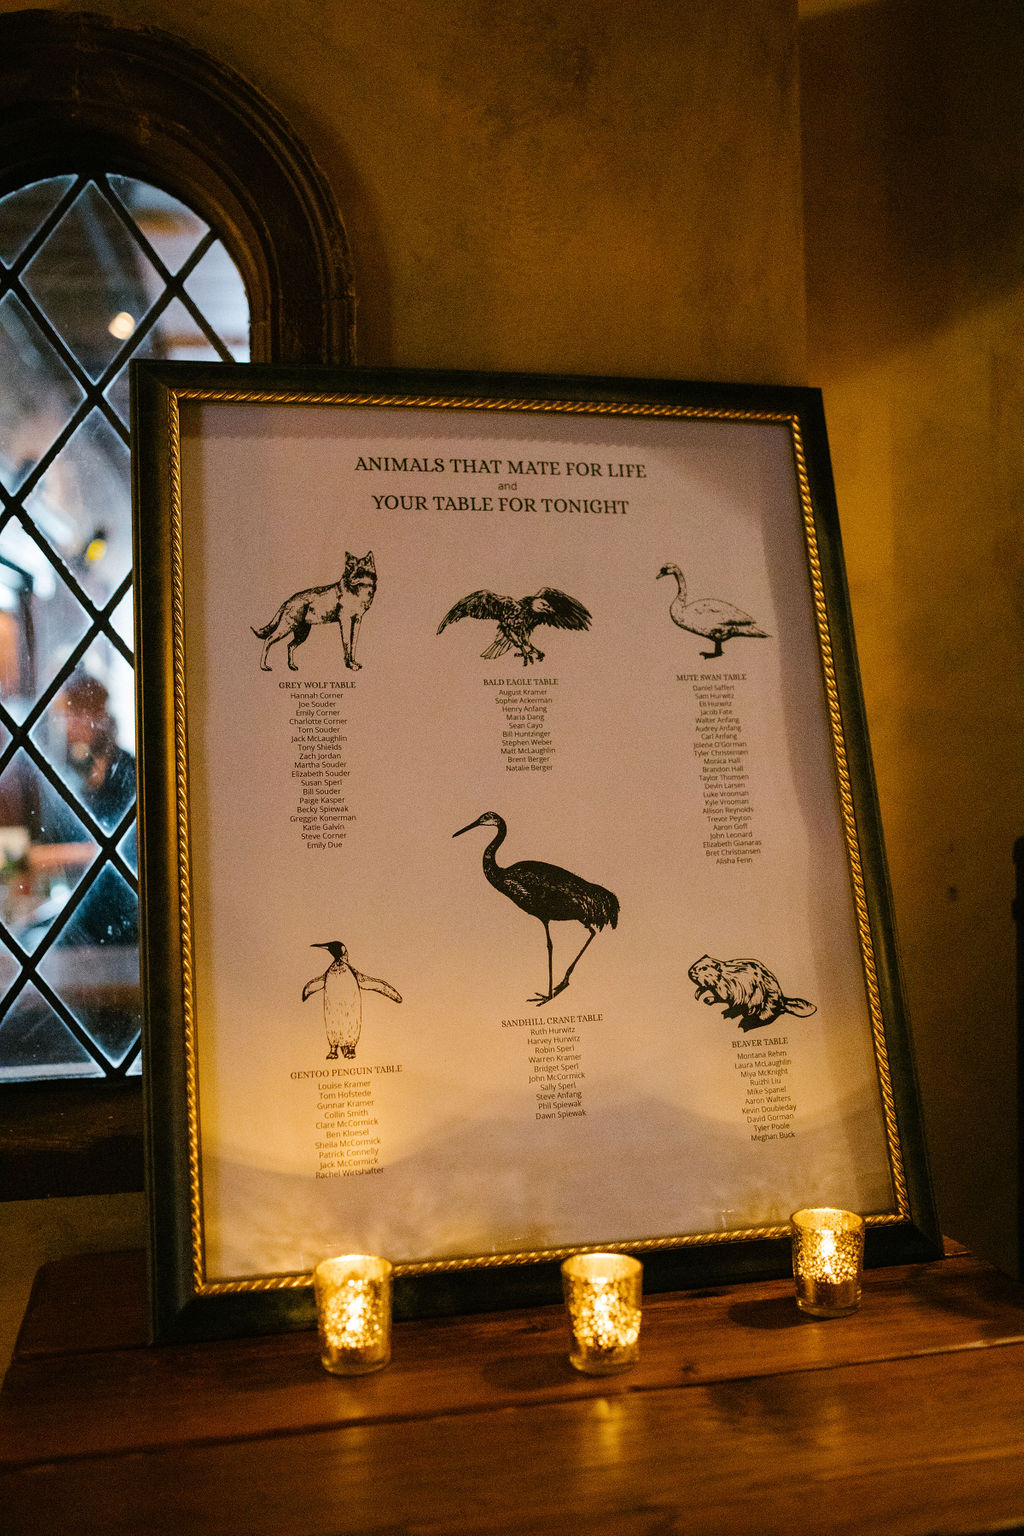 ANIMALS THAT MATE FOR LIFE
and
YOUR TABLE FOR TONIGHT
GREY WOLF TABLE
Hannah Corner
Joe Souder
Emily Corner
Charlotte Corner
Tom Souder
Jack McLaughlin
Tony Shields
Zach Jordan
Martha Souder
Elizabeth Souder
Susan Sperl
Bill Souder
Paige Kasper
Becky Spiewak
Greggie Konerman
Katie Galvin
Steve Corner
Emily Due
BALD EAGLE TABLE
August Kramer
Sophie Ackerman
Henry Anfang
Maria Dang
Sean Cayo
Bill Huntzinger
Stephen Weber
Matt McLaughlin
Brent Berger
Natalie Berger
MUTE SWAN TABLE
Daniel Saffert
Sam Hurwitz
Eli Hurwitz
Jacob Fate
Walter Anfang
Audrey Anfang
Carl Anfang
Jolene O'Gorman
Tyler Christensen
Monica Hall
Brandon Hall
Taylor Thomsen
Devin Larsen
Luke Vrooman
Kyle Vrooman
Allison Reynolds
Trevor Peyton
Aaron Goff
John Leonard
Elizabeth Gianaras
Bret Christiansen
Alisha Fenn
GENTOO PENGUIN TABLE
Louise Kramer
Tom Hofstede
Gunnar Kramer
Collin Smith
Clare McCormick
Ben Kloesel
Sheila McCormick
Patrick Connelly
Jack McCormick
Rachel Wirtshafter
SANDHILL CRANE TABLE
Ruth Hurwitz
Harvey Hurwitz
Robin Sperl
Warren Kramer
Bridget Sperl
John McCormick
Sally Sperl
Steve Anfang
Phil Spiewak
Dawn Spiewak
BEAVER TABLE
Montana Rehm
Laura McLaughlin
Miya McKnight
Ruizhi Liu
Mike Spanel
Aaron Walters
Kevin Doubleday
David Gorman
Tyler Poole
Meghan Buck